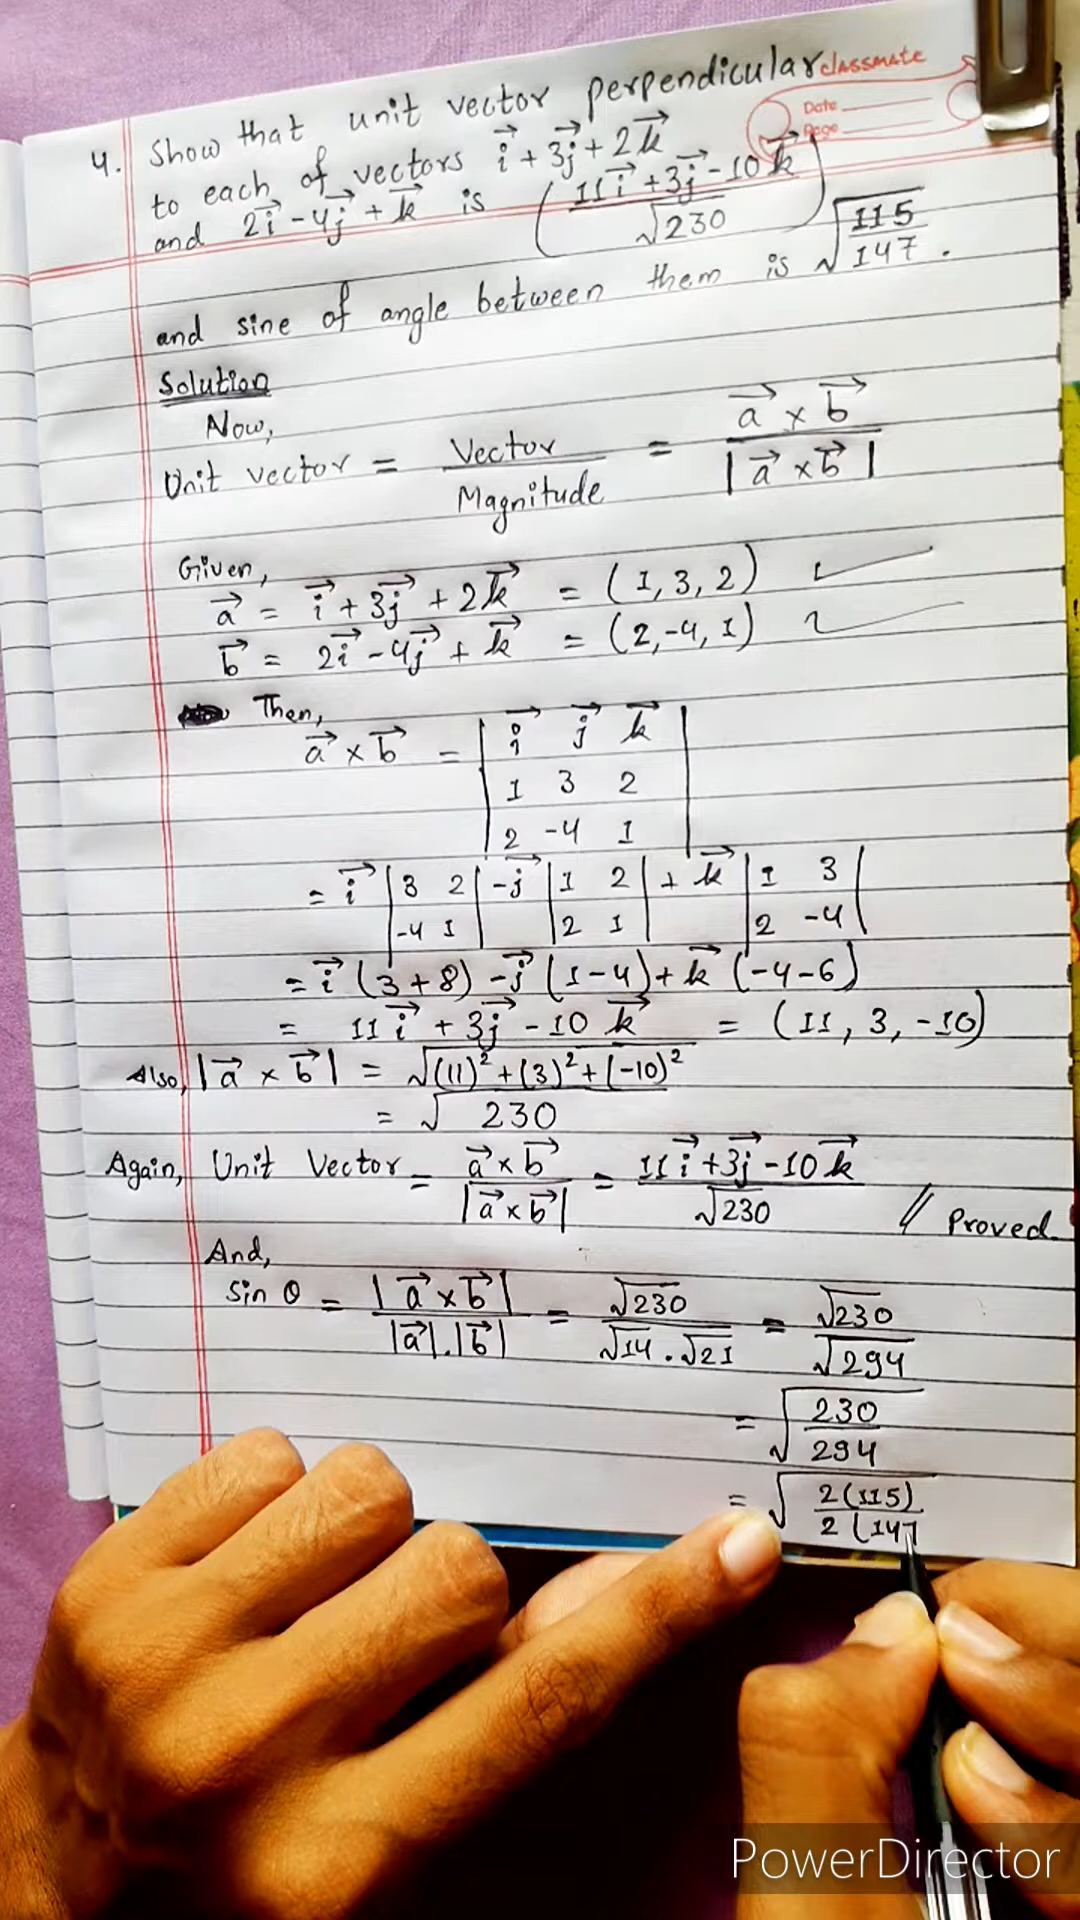 classmate
Date
Page
4. Show that unit vector perpendicular
to each of vectors i⃗ + 3j⃗ + 2k⃗
and 2i⃗ - 4j⃗ + k⃗ is (11i⃗ + 3j⃗ - 10k⃗ / √230)
and sine of angle between them is √(115/147) .
Solution
Now,
Unit vector = Vector / Magnitude = a⃗ × b⃗ / |a⃗ × b⃗|
Given,
a⃗ = i⃗ + 3j⃗ + 2k⃗ = (1, 3, 2)
b⃗ = 2i⃗ - 4j⃗ + k⃗ = (2, -4, 1)
Then,
a⃗ × b⃗ = | i⃗ j⃗ k⃗ |
1 3 2
2 -4 1
= i⃗ | 3 2 | - j⃗ | 1 2 | + k⃗ | 1 3 |
-4 1 2 1 2 -4
= i⃗ (3+8) - j⃗ (1-4) + k⃗ (-4-6)
= 11i⃗ + 3j⃗ - 10k⃗ = (11, 3, -10)
Also, |a⃗ × b⃗| = √(11)² + (3)² + (-10)²
= √230
Again, Unit Vector = a⃗ × b⃗ / |a⃗ × b⃗| = 11i⃗ + 3j⃗ - 10k⃗ / √230 // Proved
And,
Sin θ = |a⃗ × b⃗| / |a⃗|.|b⃗| = √230 / √14 . √21 = √230 / √294
= √(230/294)
= √ 2(115) / 2(147
PowerDirector